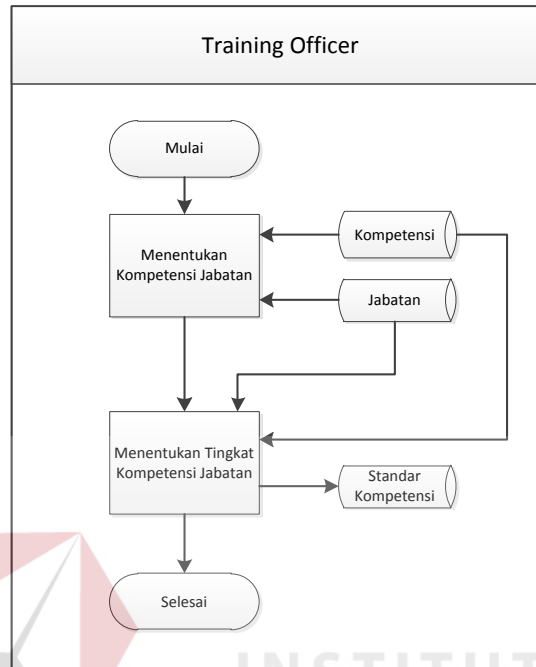 Training Officer
Mulai
Menentukan
Kompetensi Jabatan
Kompetensi
Jabatan
Menentukan Tingkat
Kompetensi Jabatan
Standar
Kompetensi
Selesai
INSTITUT